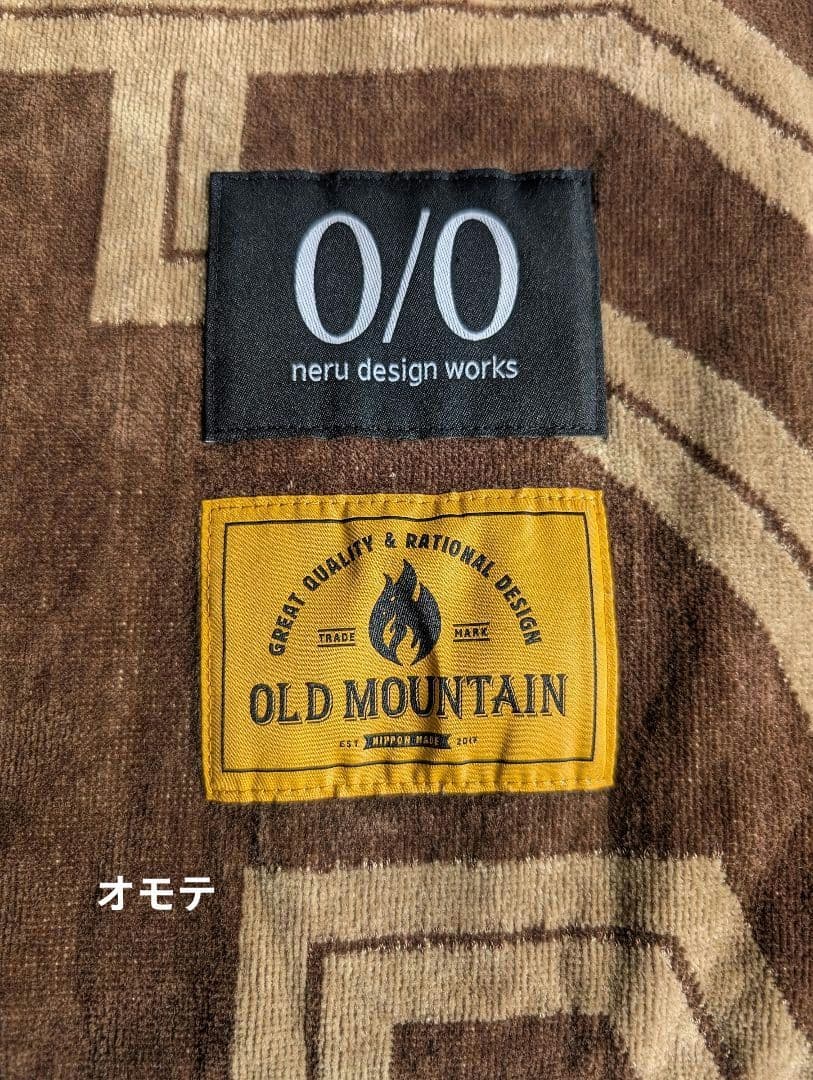 0/0
neru design works
GREAT QUALITY & RATIONAL DESIGN
TRADE MARK
OLD MOUNTAIN
EST NIPPON MADE 2017
オモテ